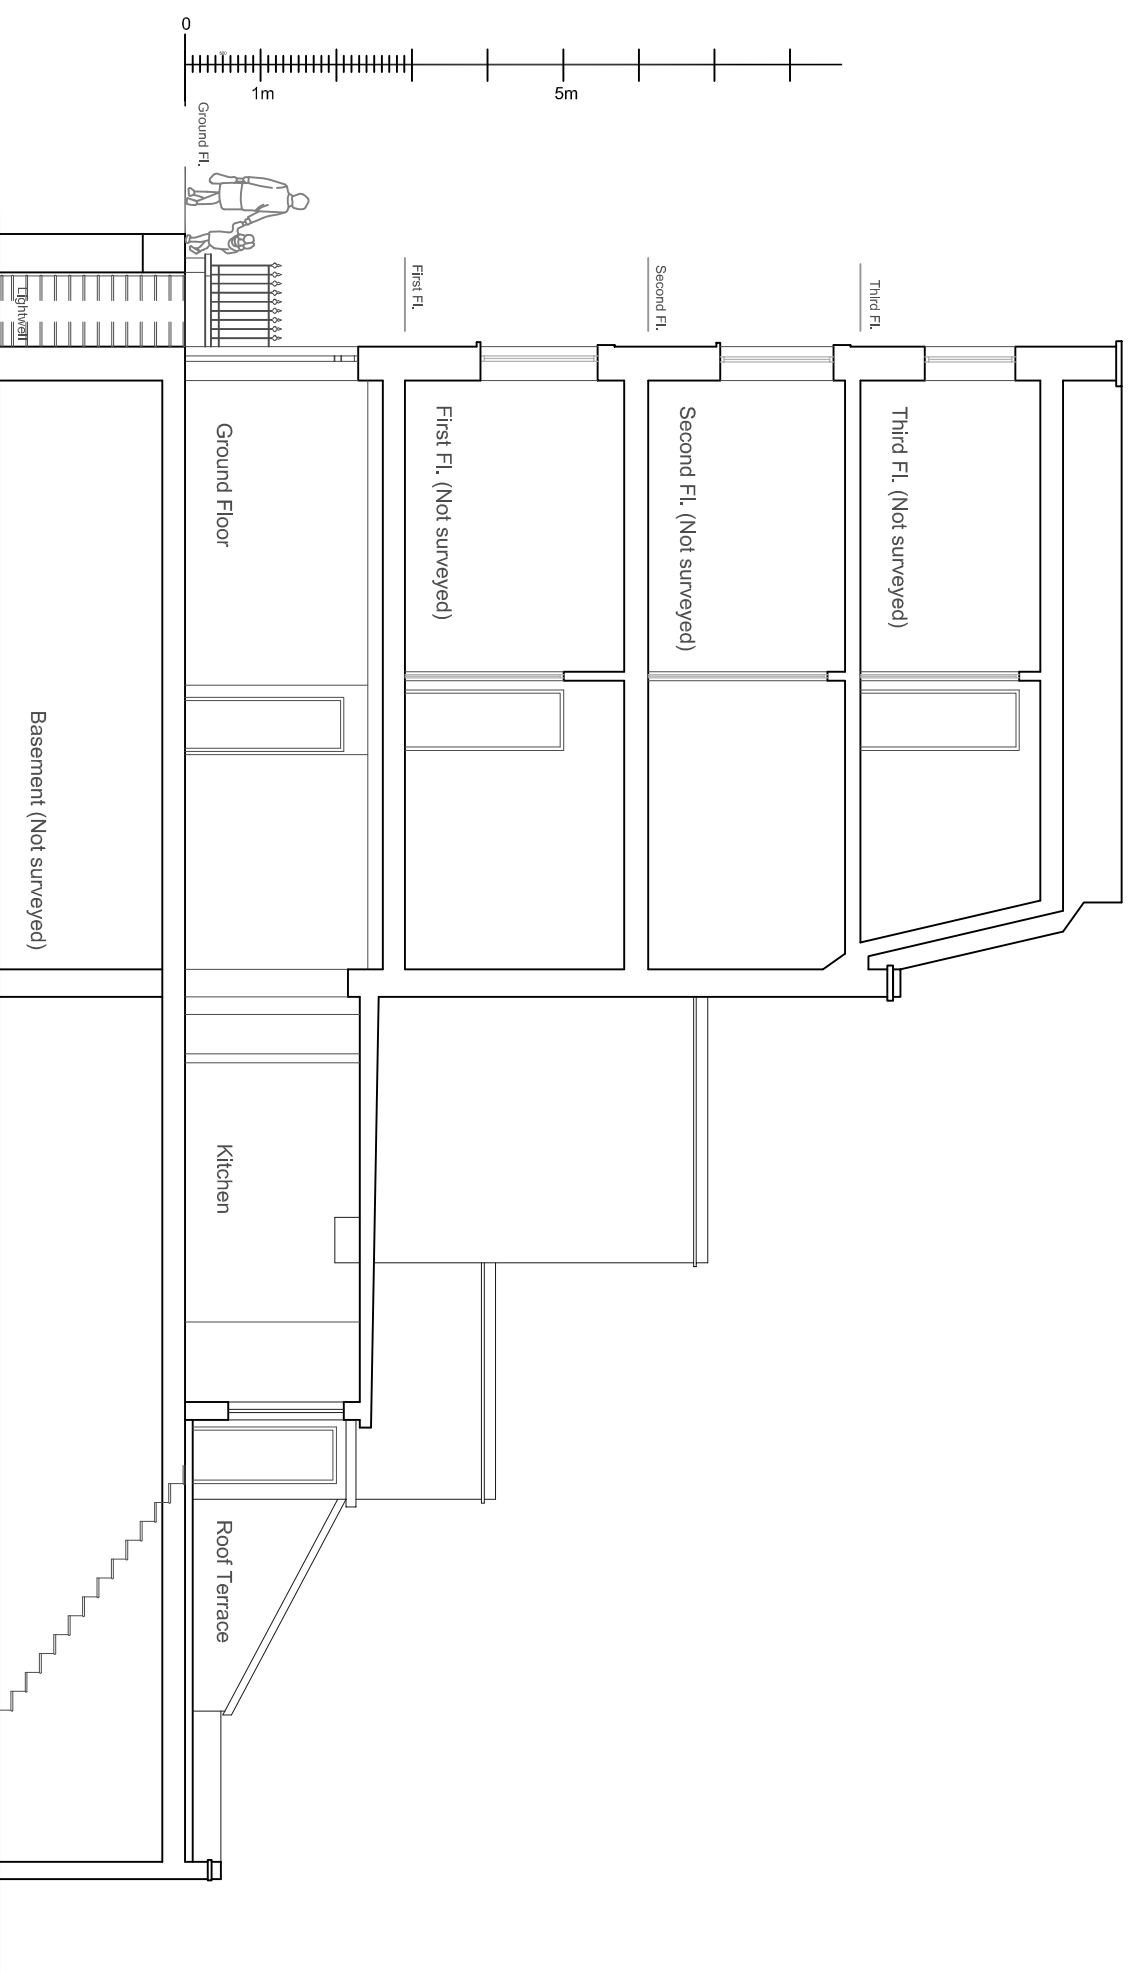 0
1m
5m
Ground Fl.
First Fl.
Second Fl.
Third Fl.
Lightwell
Ground Floor
First Fl. (Not surveyed)
Second Fl. (Not surveyed)
Third Fl. (Not surveyed)
Basement (Not surveyed)
Kitchen
Roof Terrace